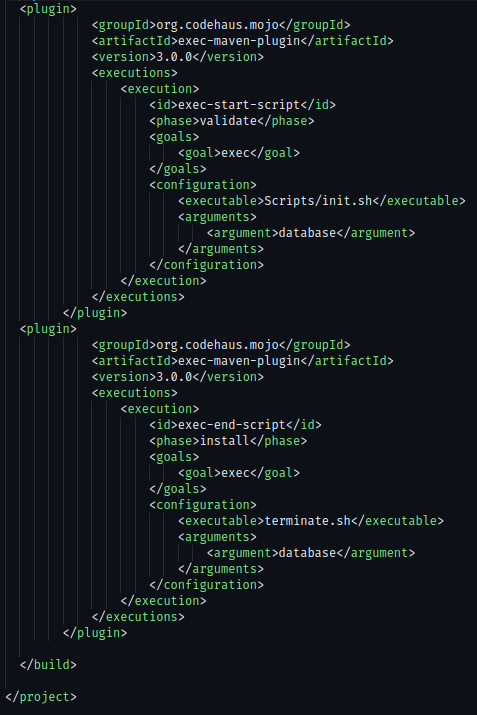 <plugin>
<groupId>org.codehaus.mojo</groupId>
<artifactId>exec-maven-plugin</artifactId>
<version>3.0.0</version>
<executions>
<execution>
<id>exec-start-script</id>
<phase>validate</phase>
<goals>
<goal>exec</goal>
</goals>
<configuration>
<executable>Scripts/init.sh</executable>
<arguments>
<argument>database</argument>
</arguments>
</configuration>
</execution>
</executions>
</plugin>
<plugin>
<groupId>org.codehaus.mojo</groupId>
<artifactId>exec-maven-plugin</artifactId>
<version>3.0.0</version>
<executions>
<execution>
<id>exec-end-script</id>
<phase>install</phase>
<goals>
<goal>exec</goal>
</goals>
<configuration>
<executable>terminate.sh</executable>
<arguments>
<argument>database</argument>
</arguments>
</configuration>
</execution>
</executions>
</plugin>
</build>
</project>